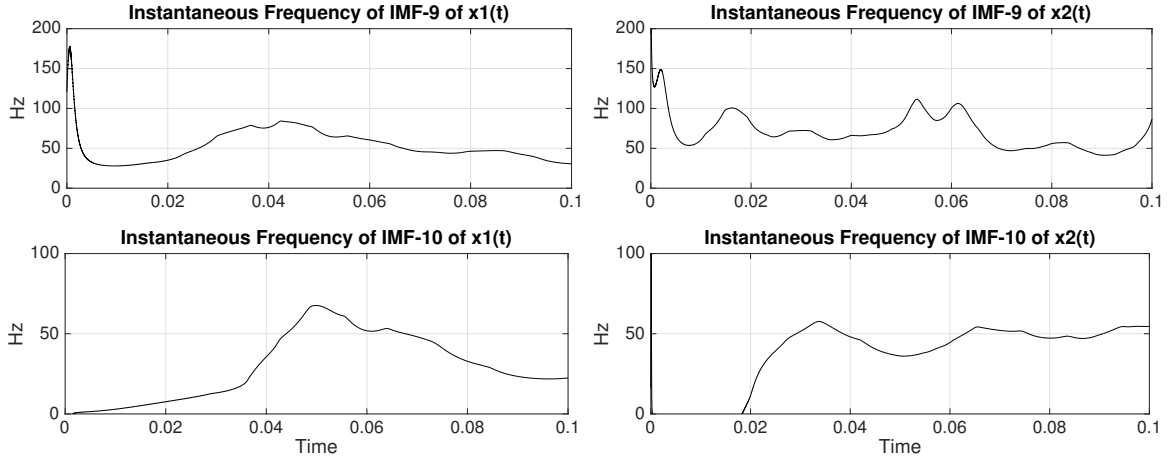 Instantaneous Frequency of IMF-9 of x1(t)
200
150
100
50
0
Hz
0 0.02 0.04 0.06 0.08 0.1
Instantaneous Frequency of IMF-9 of x2(t)
200
150
100
50
0
Hz
0 0.02 0.04 0.06 0.08 0.1
Instantaneous Frequency of IMF-10 of x1(t)
100
50
0
Hz
0 0.02 0.04 0.06 0.08 0.1
Time
Instantaneous Frequency of IMF-10 of x2(t)
100
50
0
Hz
0 0.02 0.04 0.06 0.08 0.1
Time